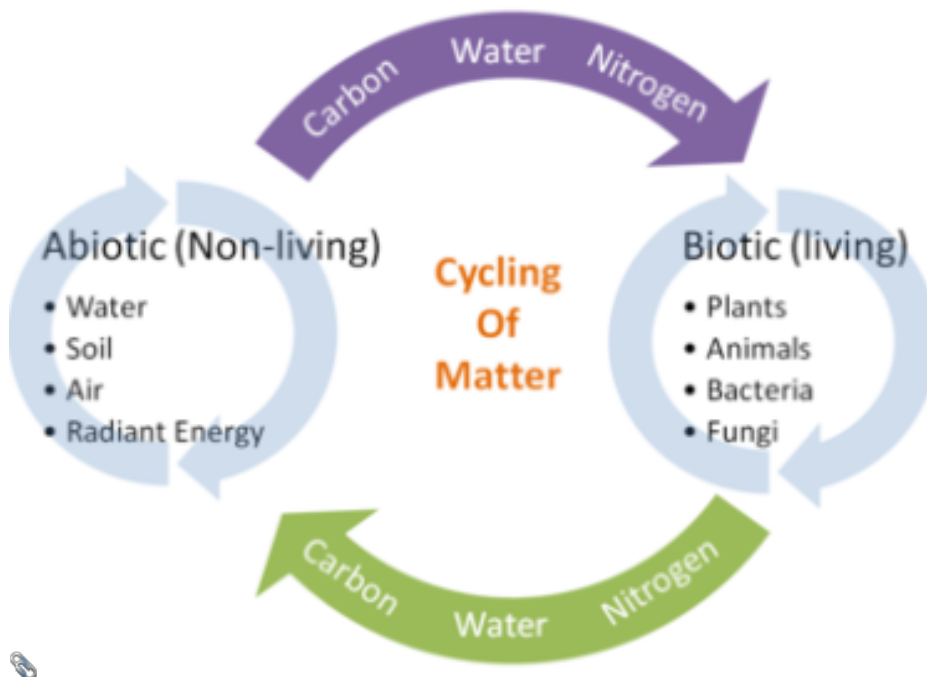 Carbon Water Nitrogen
Abiotic (Non-living)
• Water
• Soil
• Air
• Radiant Energy
Cycling
Of
Matter
Biotic (living)
• Plants
• Animals
• Bacteria
• Fungi
Carbon Water Nitrogen